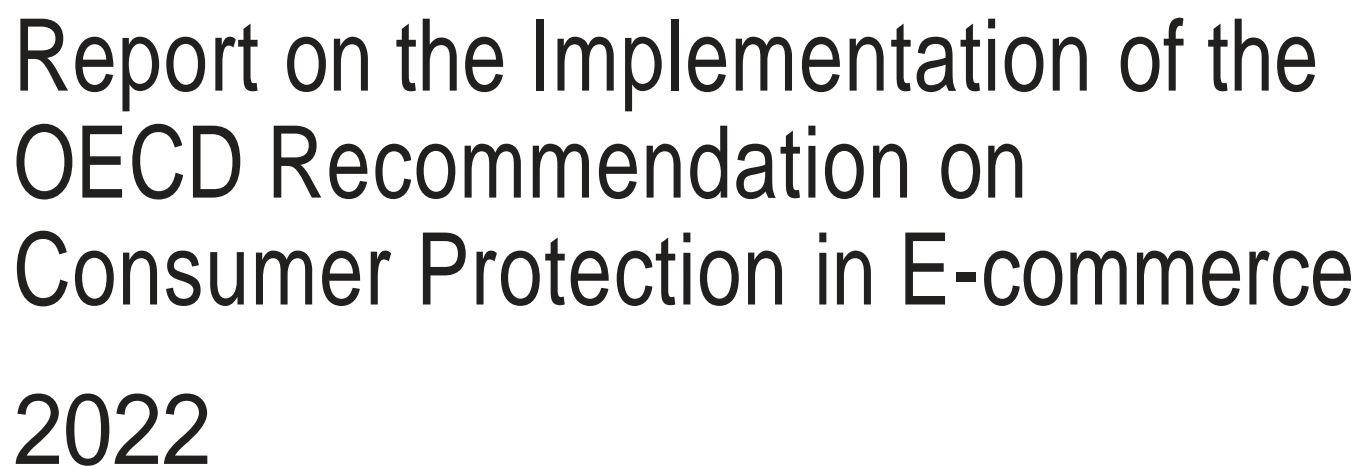 Report on the Implementation of the
OECD Recommendation on
Consumer Protection in E-commerce
2022